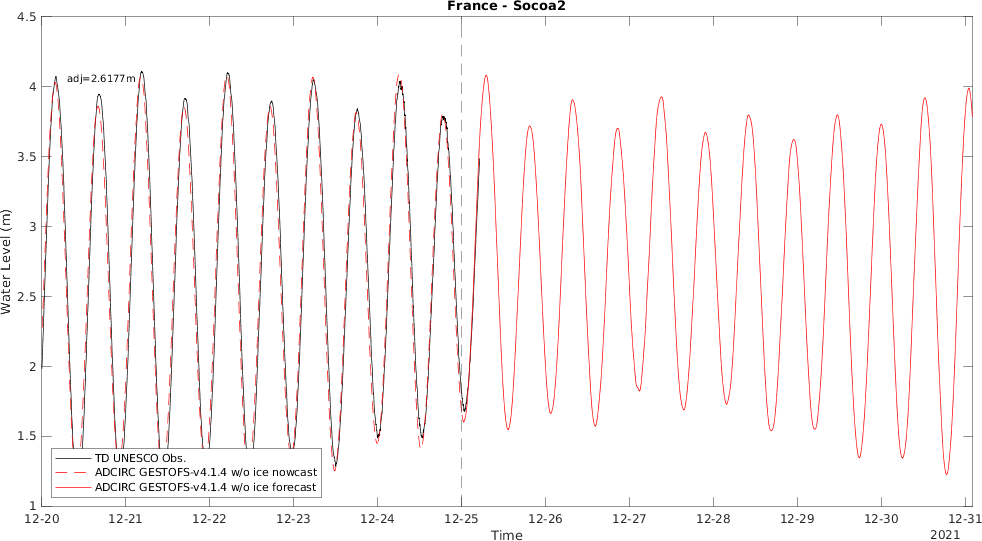 France - Socoa2
4.5
4
3.5
3
2.5
2
1.5
1
Water Level (m)
adj=2.6177m
TD UNESCO Obs.
ADCIRC GESTOFS-v4.1.4 w/o ice nowcast
ADCIRC GESTOFS-v4.1.4 w/o ice forecast
12-20 12-21 12-22 12-23 12-24 12-25 12-26 12-27 12-28 12-29 12-30 12-31
Time
2021